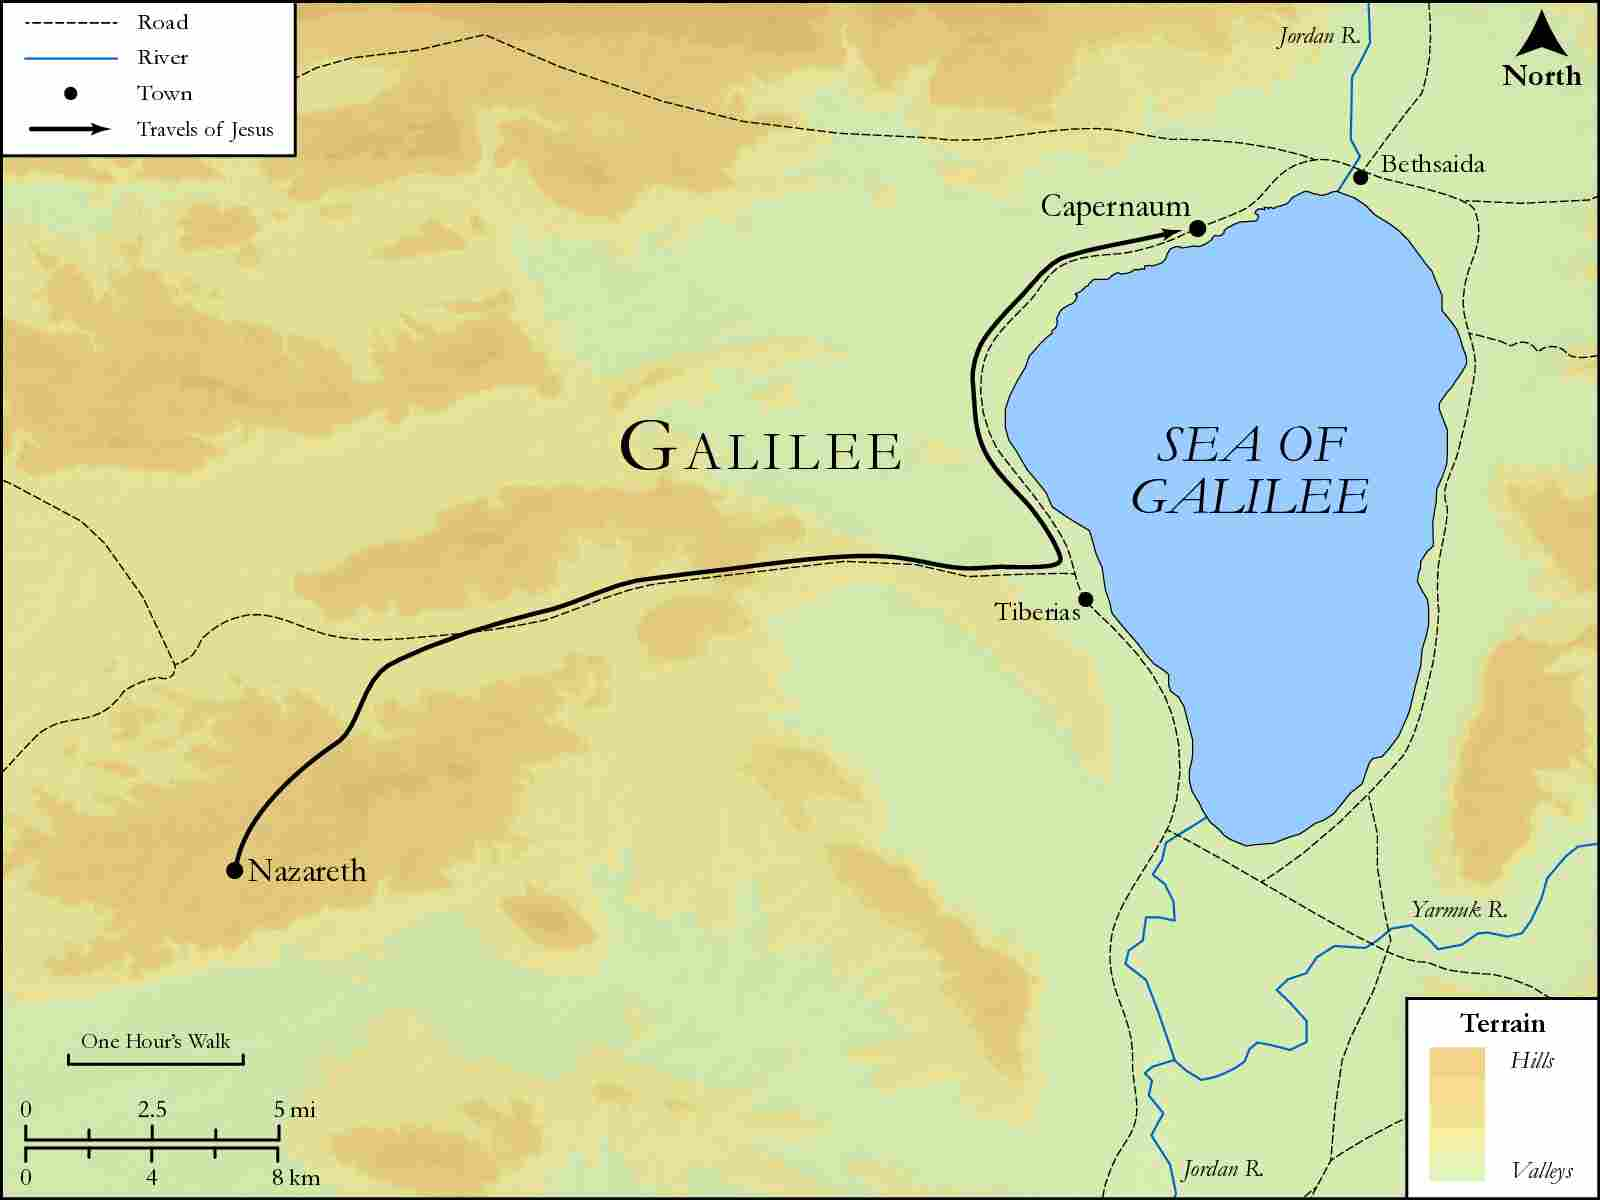 Road
River
Town
Travels of Jesus
Jordan R.
North
Bethsaida
Capernaum
GALILEE
SEA OF
GALILEE
Tiberias
Nazareth
Yarmuk R.
One Hour's Walk
0 2.5 5 mi
0 4 8 km
Jordan R.
Terrain
Hills
Valleys